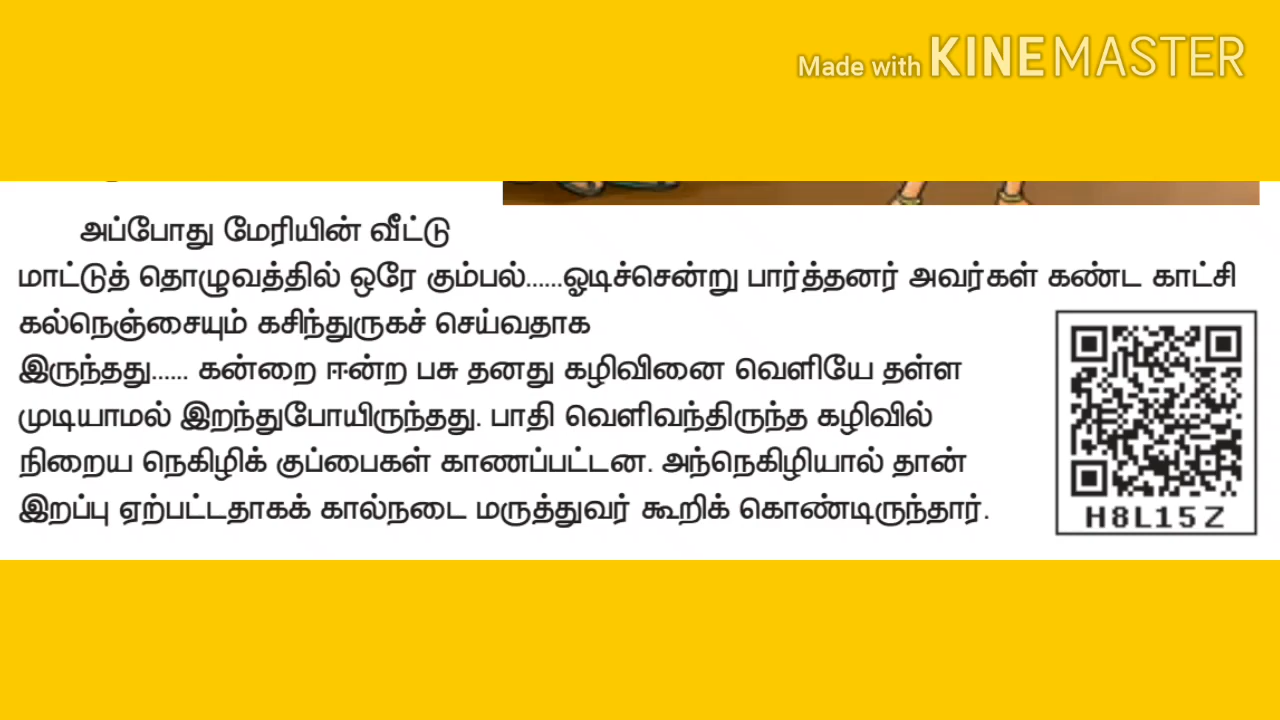 Made with KINEMASTER
அப்போது மேரியின் வீட்டு
மாட்டுத் தொழுவத்தில் ஒரே கும்பல்......ஓடிச்சென்று பார்த்தனர் அவர்கள் கண்ட காட்சி
கல்நெஞ்சையும் கசிந்துருகச் செய்வதாக
இருந்தது...... கன்றை ஈன்ற பசு தனது கழிவினை வெளியே தள்ள
முடியாமல் இறந்துபோயிருந்தது. பாதி வெளிவந்திருந்த கழிவில்
நிறைய நெகிழிக் குப்பைகள் காணப்பட்டன. அந்நெகிழியால் தான்
இறப்பு ஏற்பட்டதாகக் கால்நடை மருத்துவர் கூறிக் கொண்டிருந்தார்.
H8L15Z